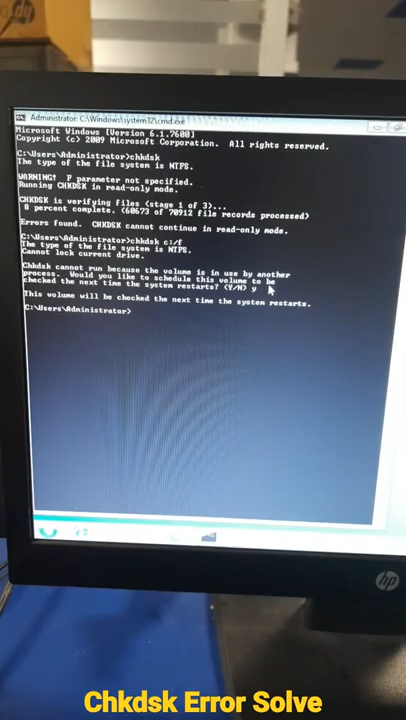 Administrator: C:\Windows\system32\cmd.exe
Microsoft Windows [Version 6.1.7600]
Copyright (c) 2009 Microsoft Corporation. All rights reserved.
C:\Users\Administrator>chkdsk
The type of the file system is NTFS.
WARNING! F parameter not specified.
Running CHKDSK in read-only mode.
CHKDSK is verifying files (stage 1 of 3)...
8 percent complete. (60673 of 70912 file records processed)
Errors found. CHKDSK cannot continue in read-only mode.
C:\Users\Administrator>chkdsk c:/f
The type of the file system is NTFS.
Cannot lock current drive.
Chkdsk cannot run because the volume is in use by another
process. Would you like to schedule this volume to be
checked the next time the system restarts? (Y/N) y
This volume will be checked the next time the system restarts.
C:\Users\Administrator>
hp
Chkdsk Error Solve